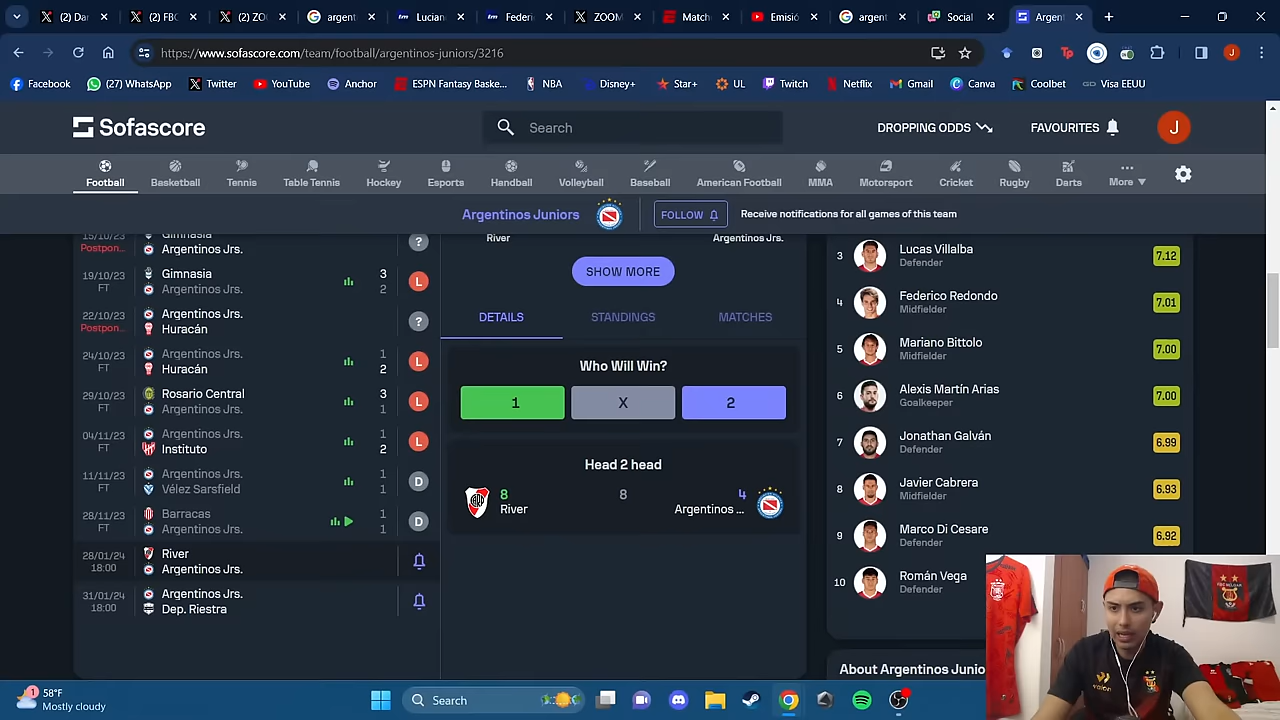 (2) Dar
(2) FBC
(2) ZO
argent
Lucian
Federi
ZOOM
Match
Emisió
argent
Social
Argen
https://www.sofascore.com/team/football/argentinos-juniors/3216
J
Facebook
(27) WhatsApp
Twitter
YouTube
Anchor
ESPN Fantasy Baske...
NBA
Disney+
Star+
UL
Twitch
Netflix
Gmail
Canva
Coolbet
Visa EEUU
Sofascore
Search
DROPPING ODDS
FAVOURITES
J
Football
Basketball
Tennis
Table Tennis
Hockey
Esports
Handball
Volleyball
Baseball
American Football
MMA
Motorsport
Cricket
Rugby
Darts
More
Argentinos Juniors
FOLLOW
Receive notifications for all games of this team
15/10/23 Gimnasia
Postpon... Argentinos Jrs. ?
19/10/23 Gimnasia 3
FT Argentinos Jrs. 2 L
22/10/23 Argentinos Jrs.
Postpon... Huracán ?
24/10/23 Argentinos Jrs. 1
FT Huracán 2 L
29/10/23 Rosario Central 3
FT Argentinos Jrs. 1 L
04/11/23 Argentinos Jrs. 1
FT Instituto 2 L
11/11/23 Argentinos Jrs. 1
FT Vélez Sarsfield 1 D
28/11/23 Barracas 1
FT Argentinos Jrs. 1 D
28/01/24 River
18:00 Argentinos Jrs.
31/01/24 Argentinos Jrs.
18:00 Dep. Riestra
River Argentinos Jrs.
SHOW MORE
DETAILS STANDINGS MATCHES
Who Will Win?
1 X 2
Head 2 head
8 8 4
River Argentinos ...
3 Lucas Villalba 7.12
Defender
4 Federico Redondo 7.01
Midfielder
5 Mariano Bittolo 7.00
Midfielder
6 Alexis Martín Arias 7.00
Goalkeeper
7 Jonathan Galván 6.99
Defender
8 Javier Cabrera 6.93
Midfielder
9 Marco Di Cesare 6.92
Defender
10 Román Vega
Defender
About Argentinos Junio
1
58°F
Mostly cloudy
Search